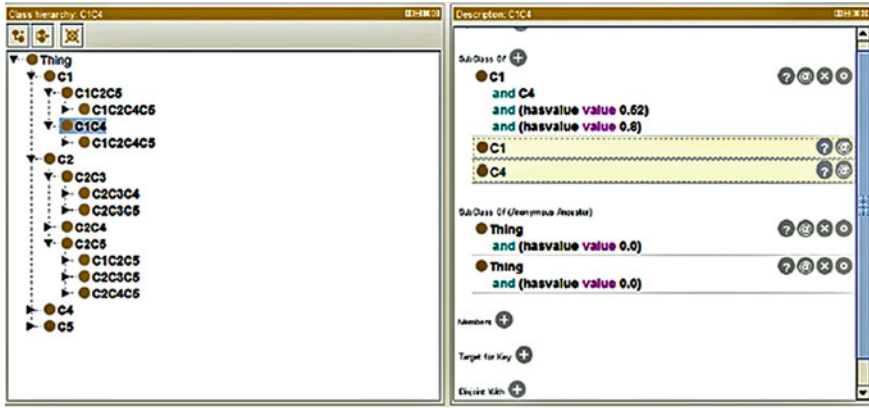 Class hierarchy: C1C4
Thing
C1
C1C2C5
C1C2C4C5
C1C4
C1C2C4C5
C2
C2C3
C2C3C4
C2C3C5
C2C4
C2C5
C1C2C5
C2C3C5
C2C4C5
C4
C5
Description: C1C4
SubClass Of
C1
and C4
and (hasvalue value 0.52)
and (hasvalue value 0.8)
C1
C4
SubClass Of (Anonymous Ancestor)
Thing
and (hasvalue value 0.0)
Thing
and (hasvalue value 0.0)
Members
Target for Key
Disjoint With